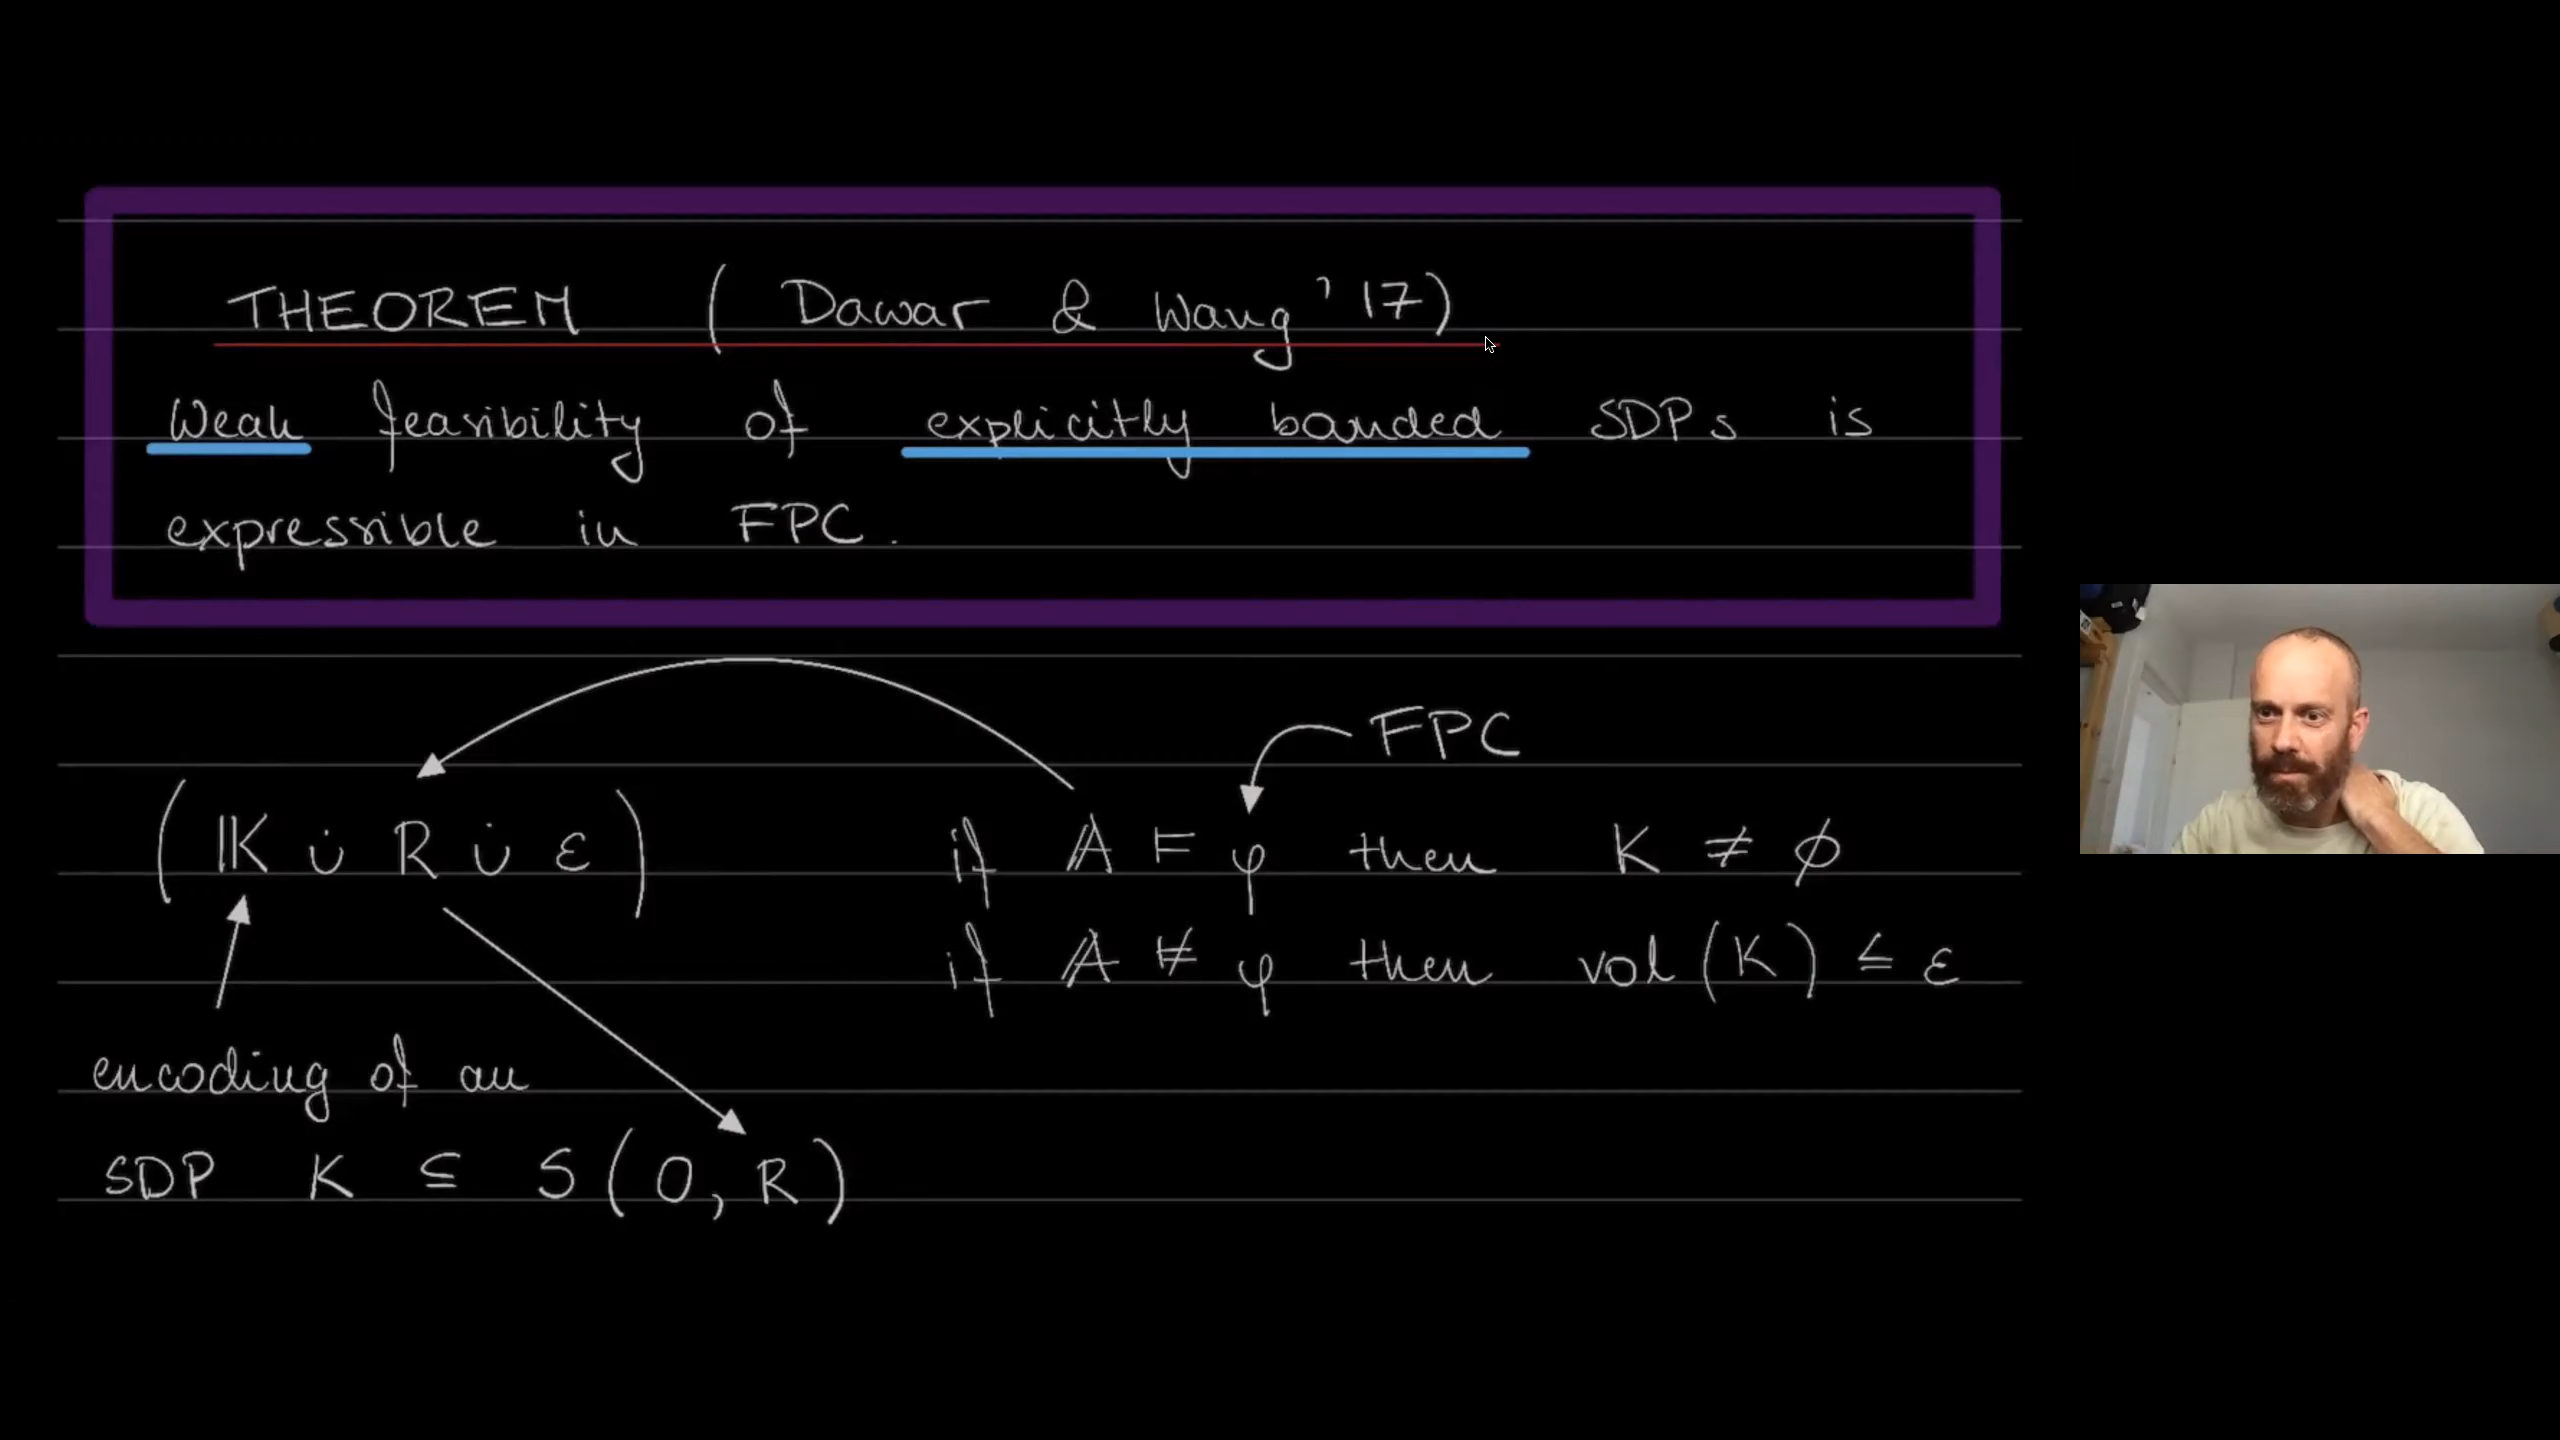 THEOREM ( Dawar & Wang '17)
Weak feasibility of explicitly bounded SDPs is
expressible in FPC.
FPC
( 𝕂 ∪̇ R ∪̇ ε )
if 𝔸 ⊨ φ then K ≠ ∅
if 𝔸 ⊭ φ then vol(K) ≤ ε
encoding of an
SDP K ⊆ S(0, R)